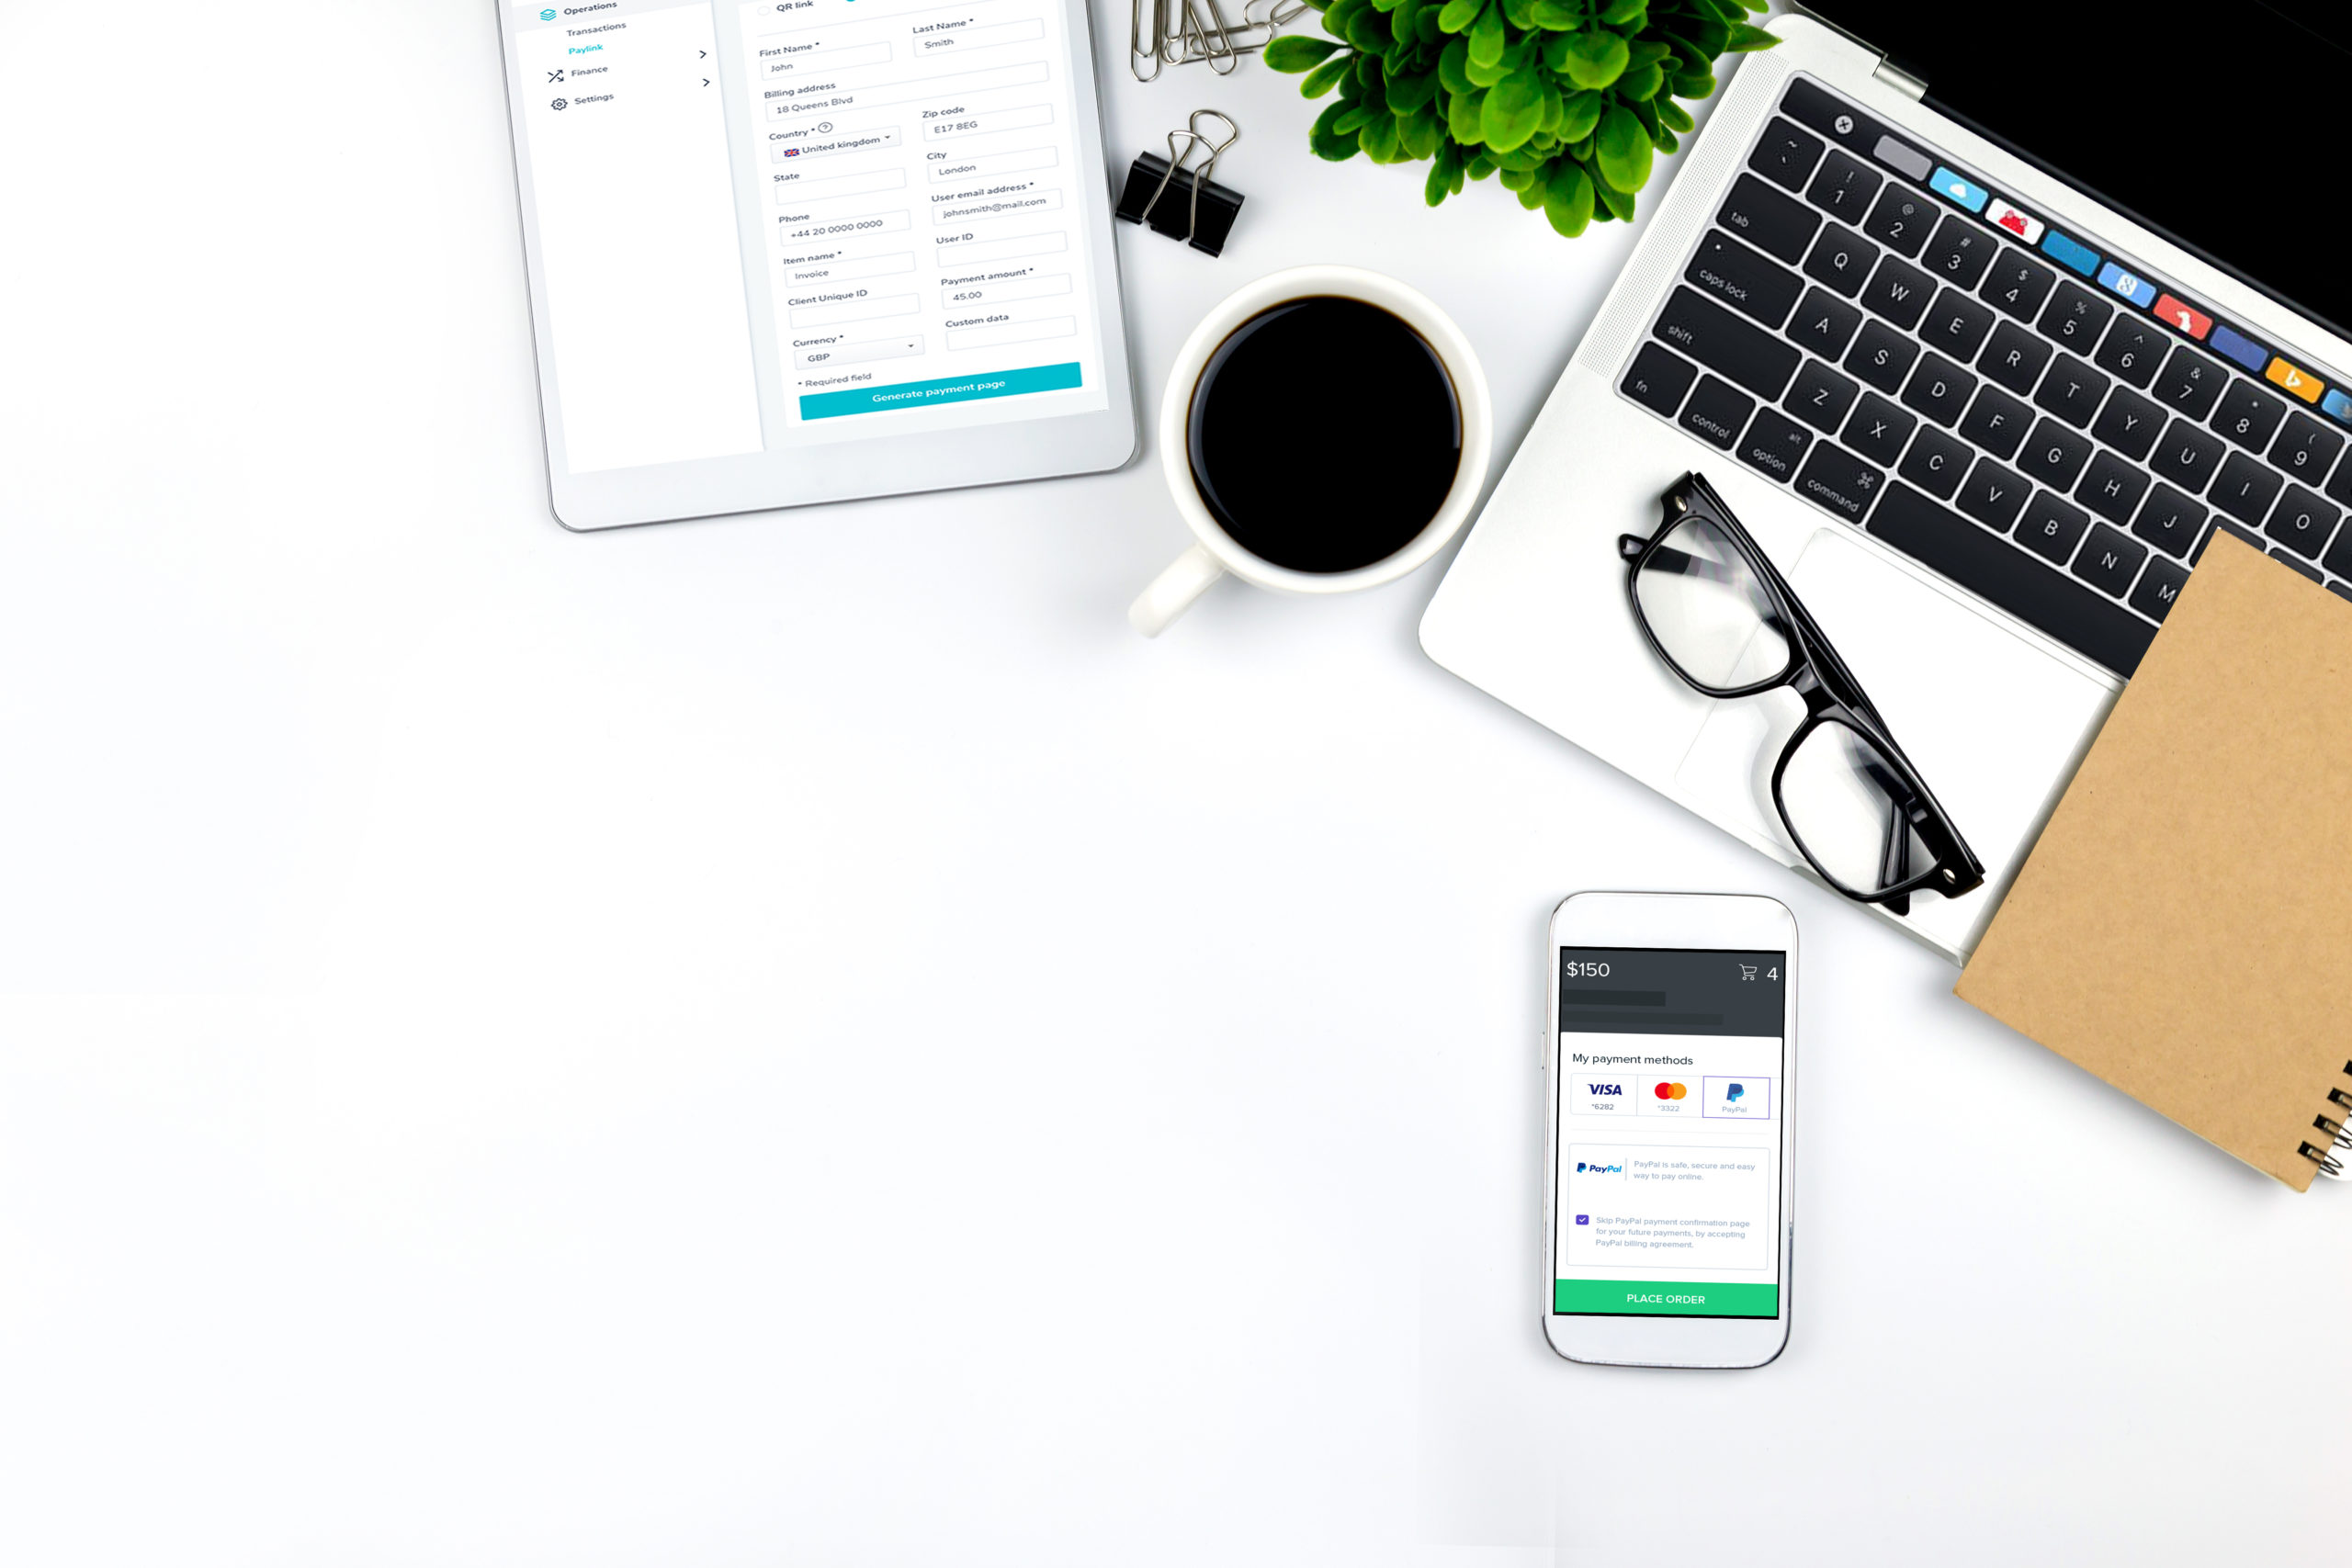 Operations
Transactions
Paylink
Finance
Settings
QR link
First Name *
John
Last Name *
Smith
Billing address
18 Queens Blvd
Country *
?
United kingdom
Zip code
E17 8EG
State
City
London
Phone
+44 20 0000 0000
User email address *
johnsmith@mail.com
Item name *
Invoice
User ID
Client Unique ID
Payment amount *
45.00
Currency *
GBP
Custom data
* Required field
Generate payment page
~ `
! 1
@ 2
# 3
$ 4
% 5
^ 6
& 7
* 8
( 9
tab
Q W E R T Y U I O
caps lock
A S D F G H J
shift
Z X C V B N M
fn
control
alt
option
⌘
command
$150
4
My payment methods
VISA
*6282
*3322
PayPal
PayPal
PayPal is safe, secure and easy
way to pay online.
Skip PayPal payment confirmation page
for your future payments, by accepting
PayPal billing agreement.
PLACE ORDER